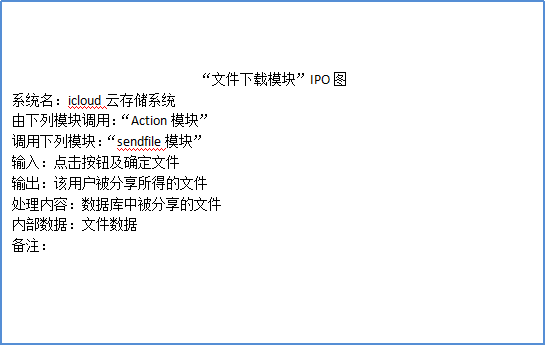 “文件下载模块”IPO 图
系统名：icloud 云存储系统
由下列模块调用：“Action 模块”
调用下列模块：“sendfile 模块”
输入：点击按钮及确定文件
输出：该用户被分享所得的文件
处理内容：数据库中被分享的文件
内部数据：文件数据
备注：